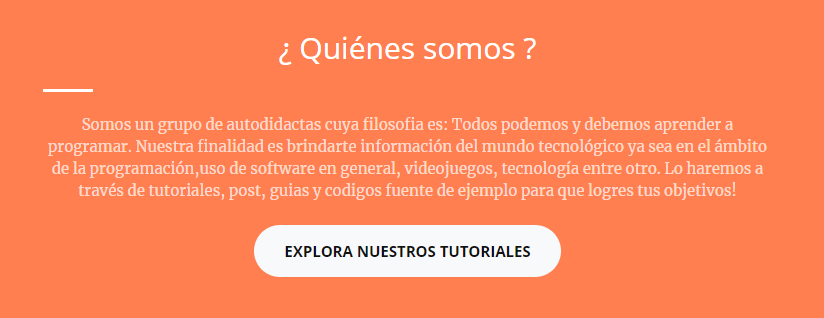 ¿ Quiénes somos ?
Somos un grupo de autodidactas cuya filosofia es: Todos podemos y debemos aprender a
programar. Nuestra finalidad es brindarte información del mundo tecnológico ya sea en el ámbito
de la programación,uso de software en general, videojuegos, tecnología entre otro. Lo haremos a
través de tutoriales, post, guias y codigos fuente de ejemplo para que logres tus objetivos!
EXPLORA NUESTROS TUTORIALES